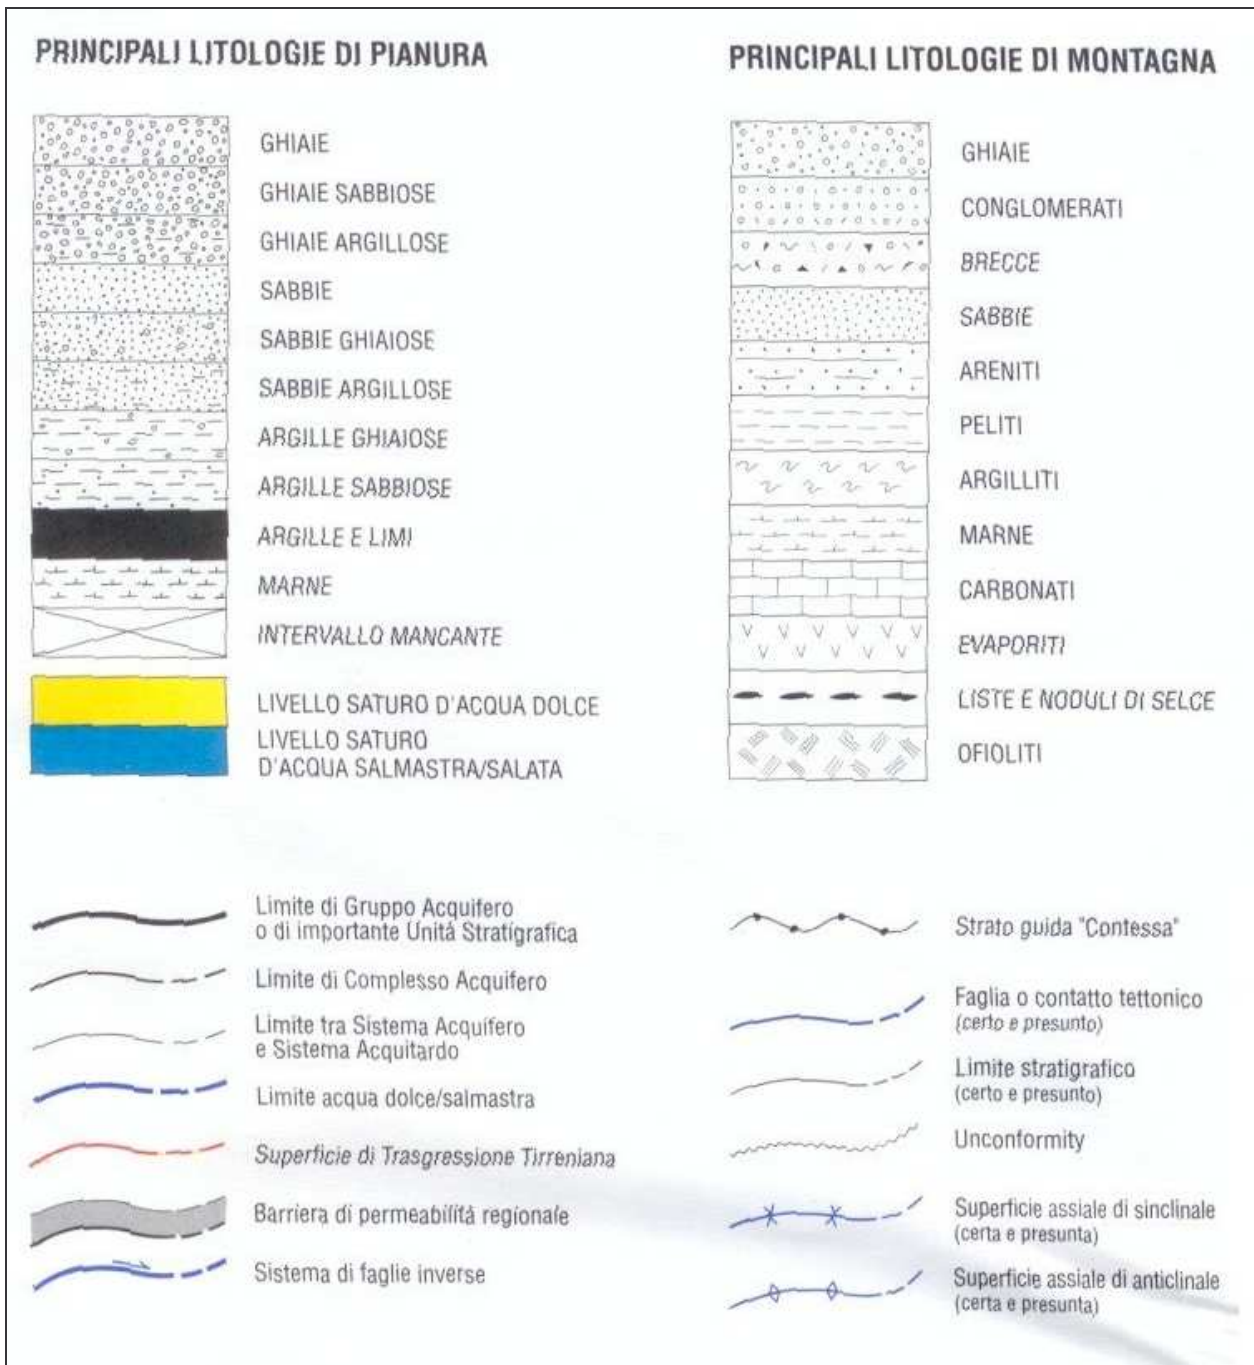 PRINCIPALI LITOLOGIE DI PIANURA
GHIAIE
GHIAIE SABBIOSE
GHIAIE ARGILLOSE
SABBIE
SABBIE GHIAIOSE
SABBIE ARGILLOSE
ARGILLE GHIAIOSE
ARGILLE SABBIOSE
ARGILLE E LIMI
MARNE
INTERVALLO MANCANTE
LIVELLO SATURO D'ACQUA DOLCE
LIVELLO SATURO
D'ACQUA SALMASTRA/SALATA
PRINCIPALI LITOLOGIE DI MONTAGNA
GHIAIE
CONGLOMERATI
BRECCE
SABBIE
ARENITI
PELITI
ARGILLITI
MARNE
CARBONATI
EVAPORITI
LISTE E NODULI DI SELCE
OFIOLITI
Limite di Gruppo Acquifero
o di importante Unità Stratigrafica
Limite di Complesso Acquifero
Limite tra Sistema Acquifero
e Sistema Acquitardo
Limite acqua dolce/salmastra
Superficie di Trasgressione Tirreniana
Barriera di permeabilità regionale
Sistema di faglie inverse
Strato guida "Contessa"
Faglia o contatto tettonico
(certo e presunto)
Limite stratigrafico
(certo e presunto)
Unconformity
Superficie assiale di sinclinale
(certa e presunta)
Superficie assiale di anticlinale
(certa e presunta)